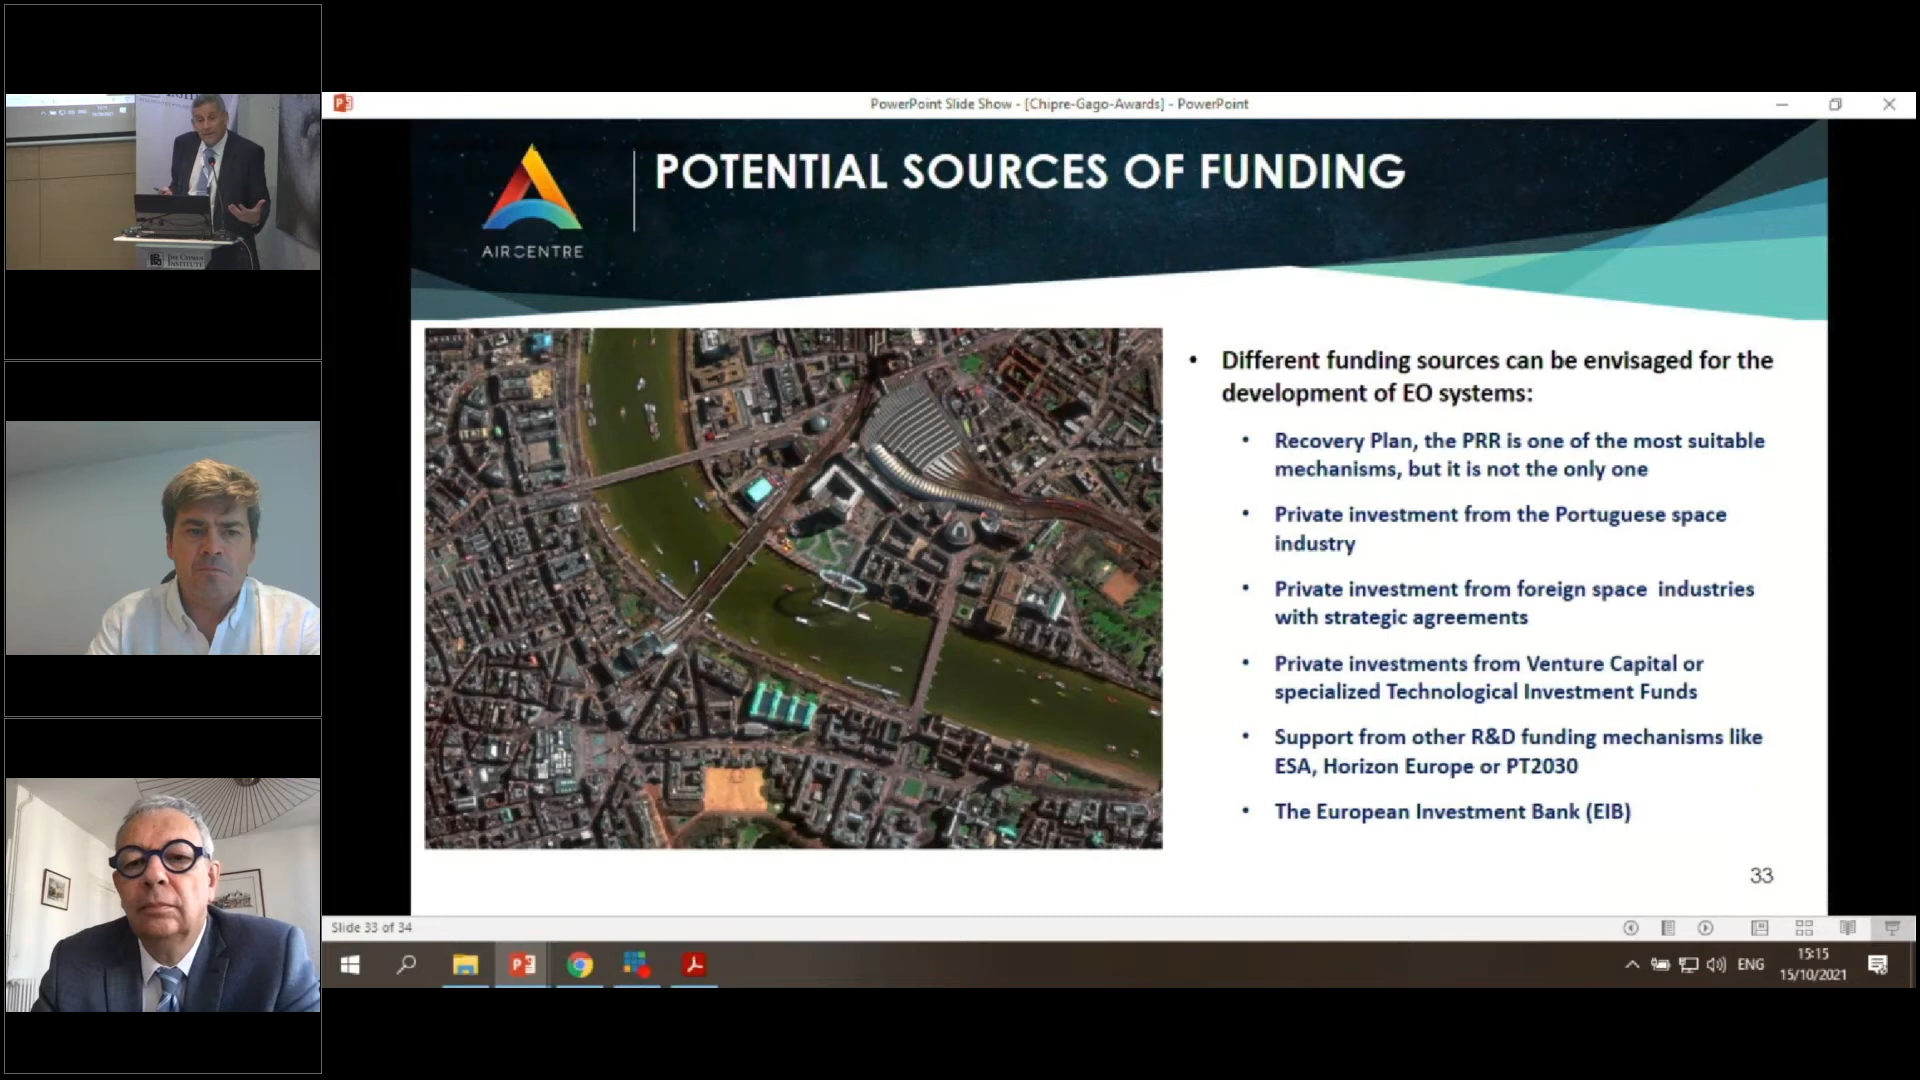 THE CYPRUS
INSTITUTE
PowerPoint Slide Show - [Chipre-Gago-Awards] - PowerPoint
AIRCENTRE
POTENTIAL SOURCES OF FUNDING
• Different funding sources can be envisaged for the
development of EO systems:
• Recovery Plan, the PRR is one of the most suitable
mechanisms, but it is not the only one
• Private investment from the Portuguese space
industry
• Private investment from foreign space industries
with strategic agreements
• Private investments from Venture Capital or
specialized Technological Investment Funds
• Support from other R&D funding mechanisms like
ESA, Horizon Europe or PT2030
• The European Investment Bank (EIB)
33
Slide 33 of 34
ENG
15:15
15/10/2021